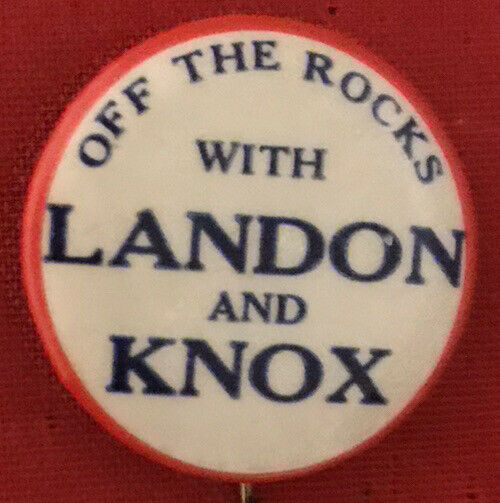 OFF THE ROCKS
WITH
LANDON
AND
KNOX